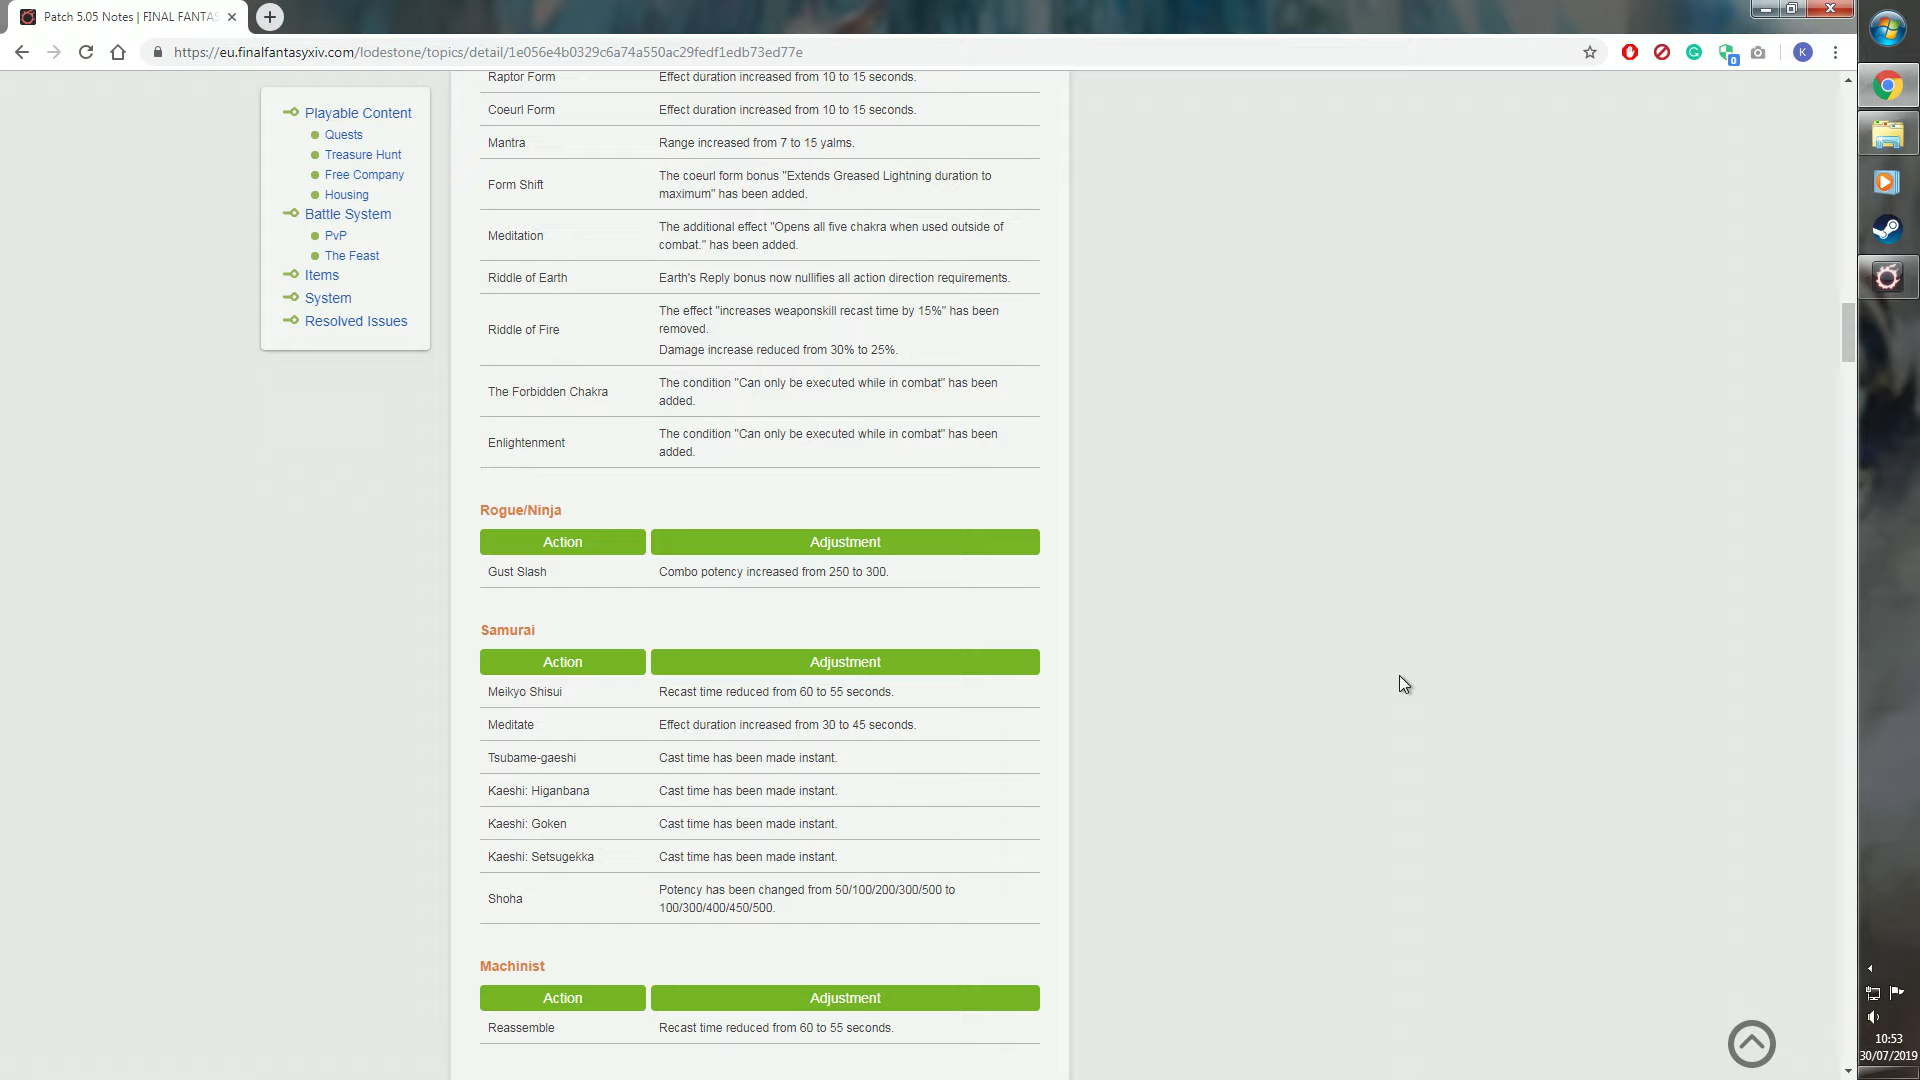 Patch 5.05 Notes | FINAL FANTAS
https://eu.finalfantasyxiv.com/lodestone/topics/detail/1e056e4b0329c6a74a550ac29fedf1edb73ed77e
0
K
Playable Content
Quests
Treasure Hunt
Free Company
Housing
Battle System
PvP
The Feast
Items
System
Resolved Issues
Raptor Form Effect duration increased from 10 to 15 seconds.
Coeurl Form Effect duration increased from 10 to 15 seconds.
Mantra Range increased from 7 to 15 yalms.
Form Shift The coeurl form bonus "Extends Greased Lightning duration to
maximum" has been added.
Meditation The additional effect "Opens all five chakra when used outside of
combat." has been added.
Riddle of Earth Earth's Reply bonus now nullifies all action direction requirements.
Riddle of Fire The effect "increases weaponskill recast time by 15%" has been
removed.
Damage increase reduced from 30% to 25%.
The Forbidden Chakra The condition "Can only be executed while in combat" has been
added.
Enlightenment The condition "Can only be executed while in combat" has been
added.
Rogue/Ninja
Action Adjustment
Gust Slash Combo potency increased from 250 to 300.
Samurai
Action Adjustment
Meikyo Shisui Recast time reduced from 60 to 55 seconds.
Meditate Effect duration increased from 30 to 45 seconds.
Tsubame-gaeshi Cast time has been made instant.
Kaeshi: Higanbana Cast time has been made instant.
Kaeshi: Goken Cast time has been made instant.
Kaeshi: Setsugekka Cast time has been made instant.
Shoha Potency has been changed from 50/100/200/300/500 to
100/300/400/450/500.
Machinist
Action Adjustment
Reassemble Recast time reduced from 60 to 55 seconds.
10:53
30/07/2019